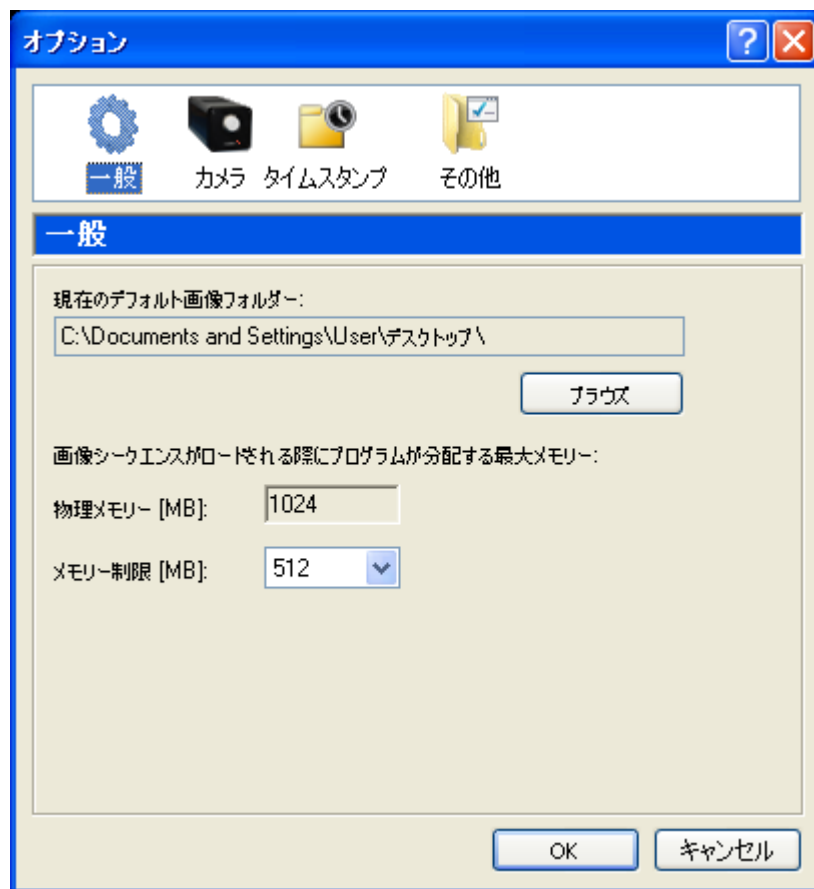 オプション
一般 カメラ タイムスタンプ その他
一般
現在のデフォルト画像フォルダー:
C:\Documents and Settings\User\デスクトップ\
ブラウズ
画像シークエンスがロードされる際にプログラムが分配する最大メモリー:
物理メモリー [MB]: 1024
メモリー制限 [MB]: 512
OK キャンセル